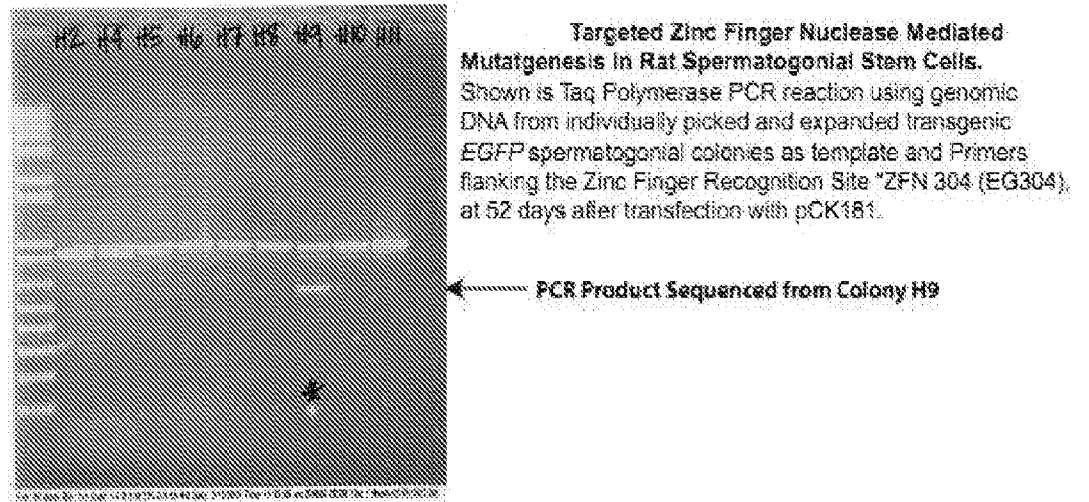 H2 H4 H5 H6 H7 H8 H9 H10 H11
Targeted Zinc Finger Nuclease Mediated
Mutatgenesis in Rat Spermatogonial Stem Cells.
Shown is Taq Polymerase PCR reaction using genomic
DNA from individually picked and expanded transgenic
EGFP spermatogonial colonies as template and Primers
flanking the Zinc Finger Recognition Site "ZFN 304 (EG304),
at 52 days after transfection with pCK181.
PCR Product Sequenced from Colony H9
*